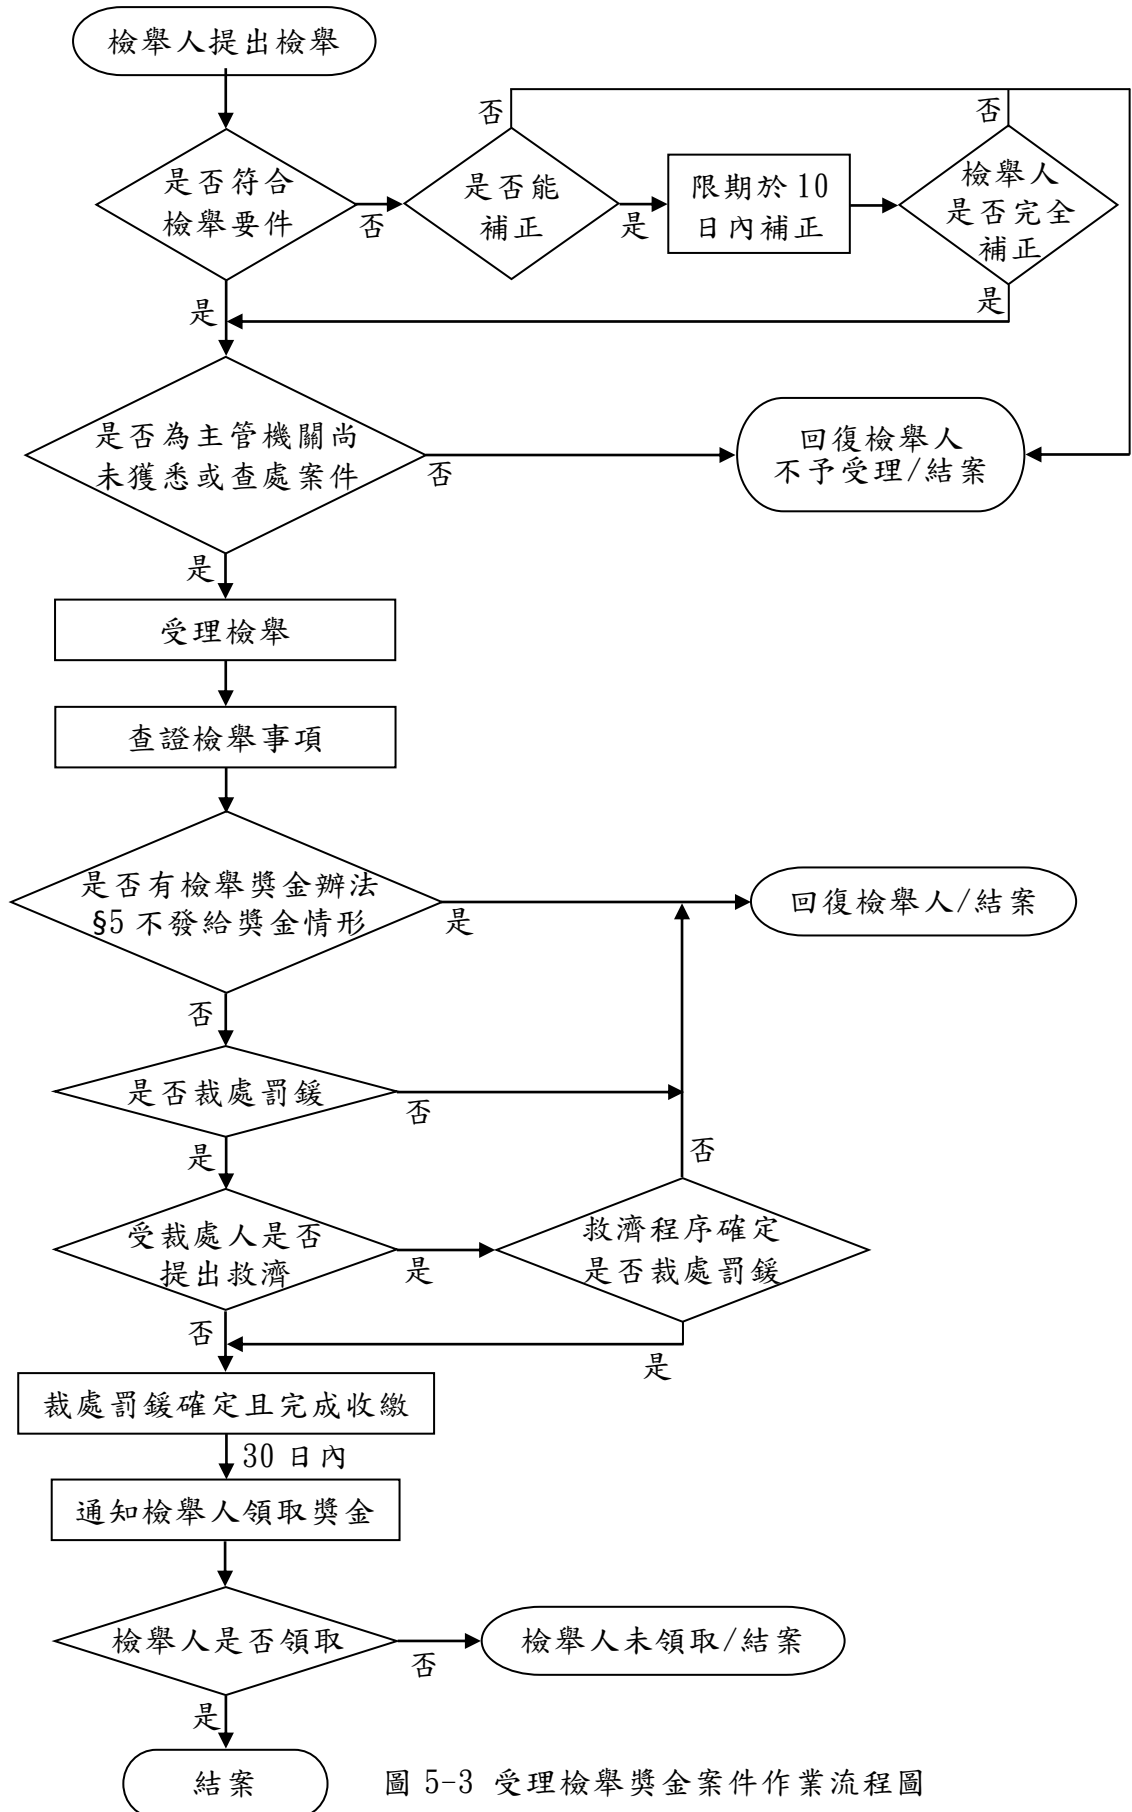 檢舉人提出檢舉
是否符合
檢舉要件
否
是否能
補正
否
是
限期於10
日內補正
檢舉人
是否完全
補正
否
是
是
是否為主管機關尚
未獲悉或查處案件
否
回復檢舉人
不予受理/結案
是
受理檢舉
查證檢舉事項
是否有檢舉獎金辦法
§5不發給獎金情形
是
回復檢舉人/結案
否
是否裁處罰鍰
否
是
受裁處人是否
提出救濟
是
救濟程序確定
是否裁處罰鍰
否
是
否
裁處罰鍰確定且完成收繳
30日內
通知檢舉人領取獎金
檢舉人是否領取
否
檢舉人未領取/結案
是
結案
圖 5-3 受理檢舉獎金案件作業流程圖